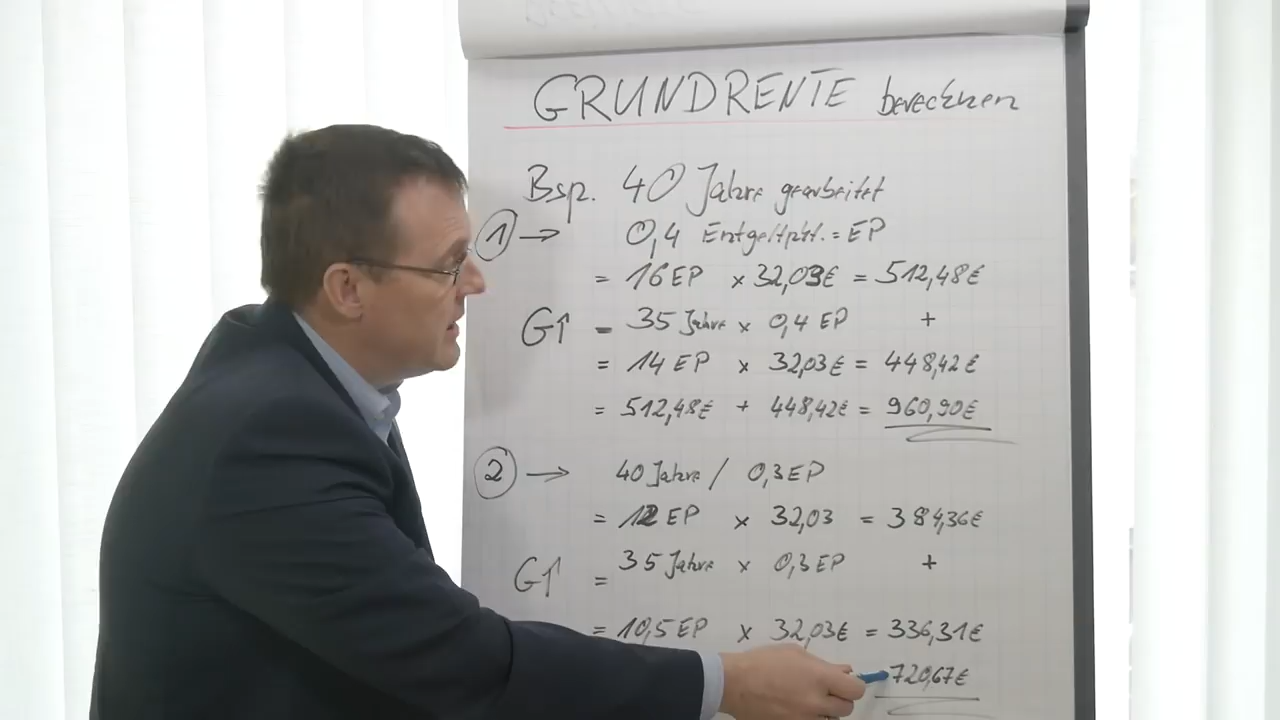 GRUNDRENTE berechnen
Bsp. 40 Jahre gearbeitet
① → 0,4 Entgeltpkt. = EP
= 16 EP × 32,03€ = 512,48€
G↑ = 35 Jahre × 0,4 EP +
= 14 EP × 32,03€ = 448,42€
= 512,48€ + 448,42€ = 960,90€
② → 40 Jahre / 0,3 EP
= 12 EP × 32,03 = 384,36€
G↑ = 35 Jahre × 0,3 EP +
= 10,5 EP × 32,03€ = 336,31€
720,67€